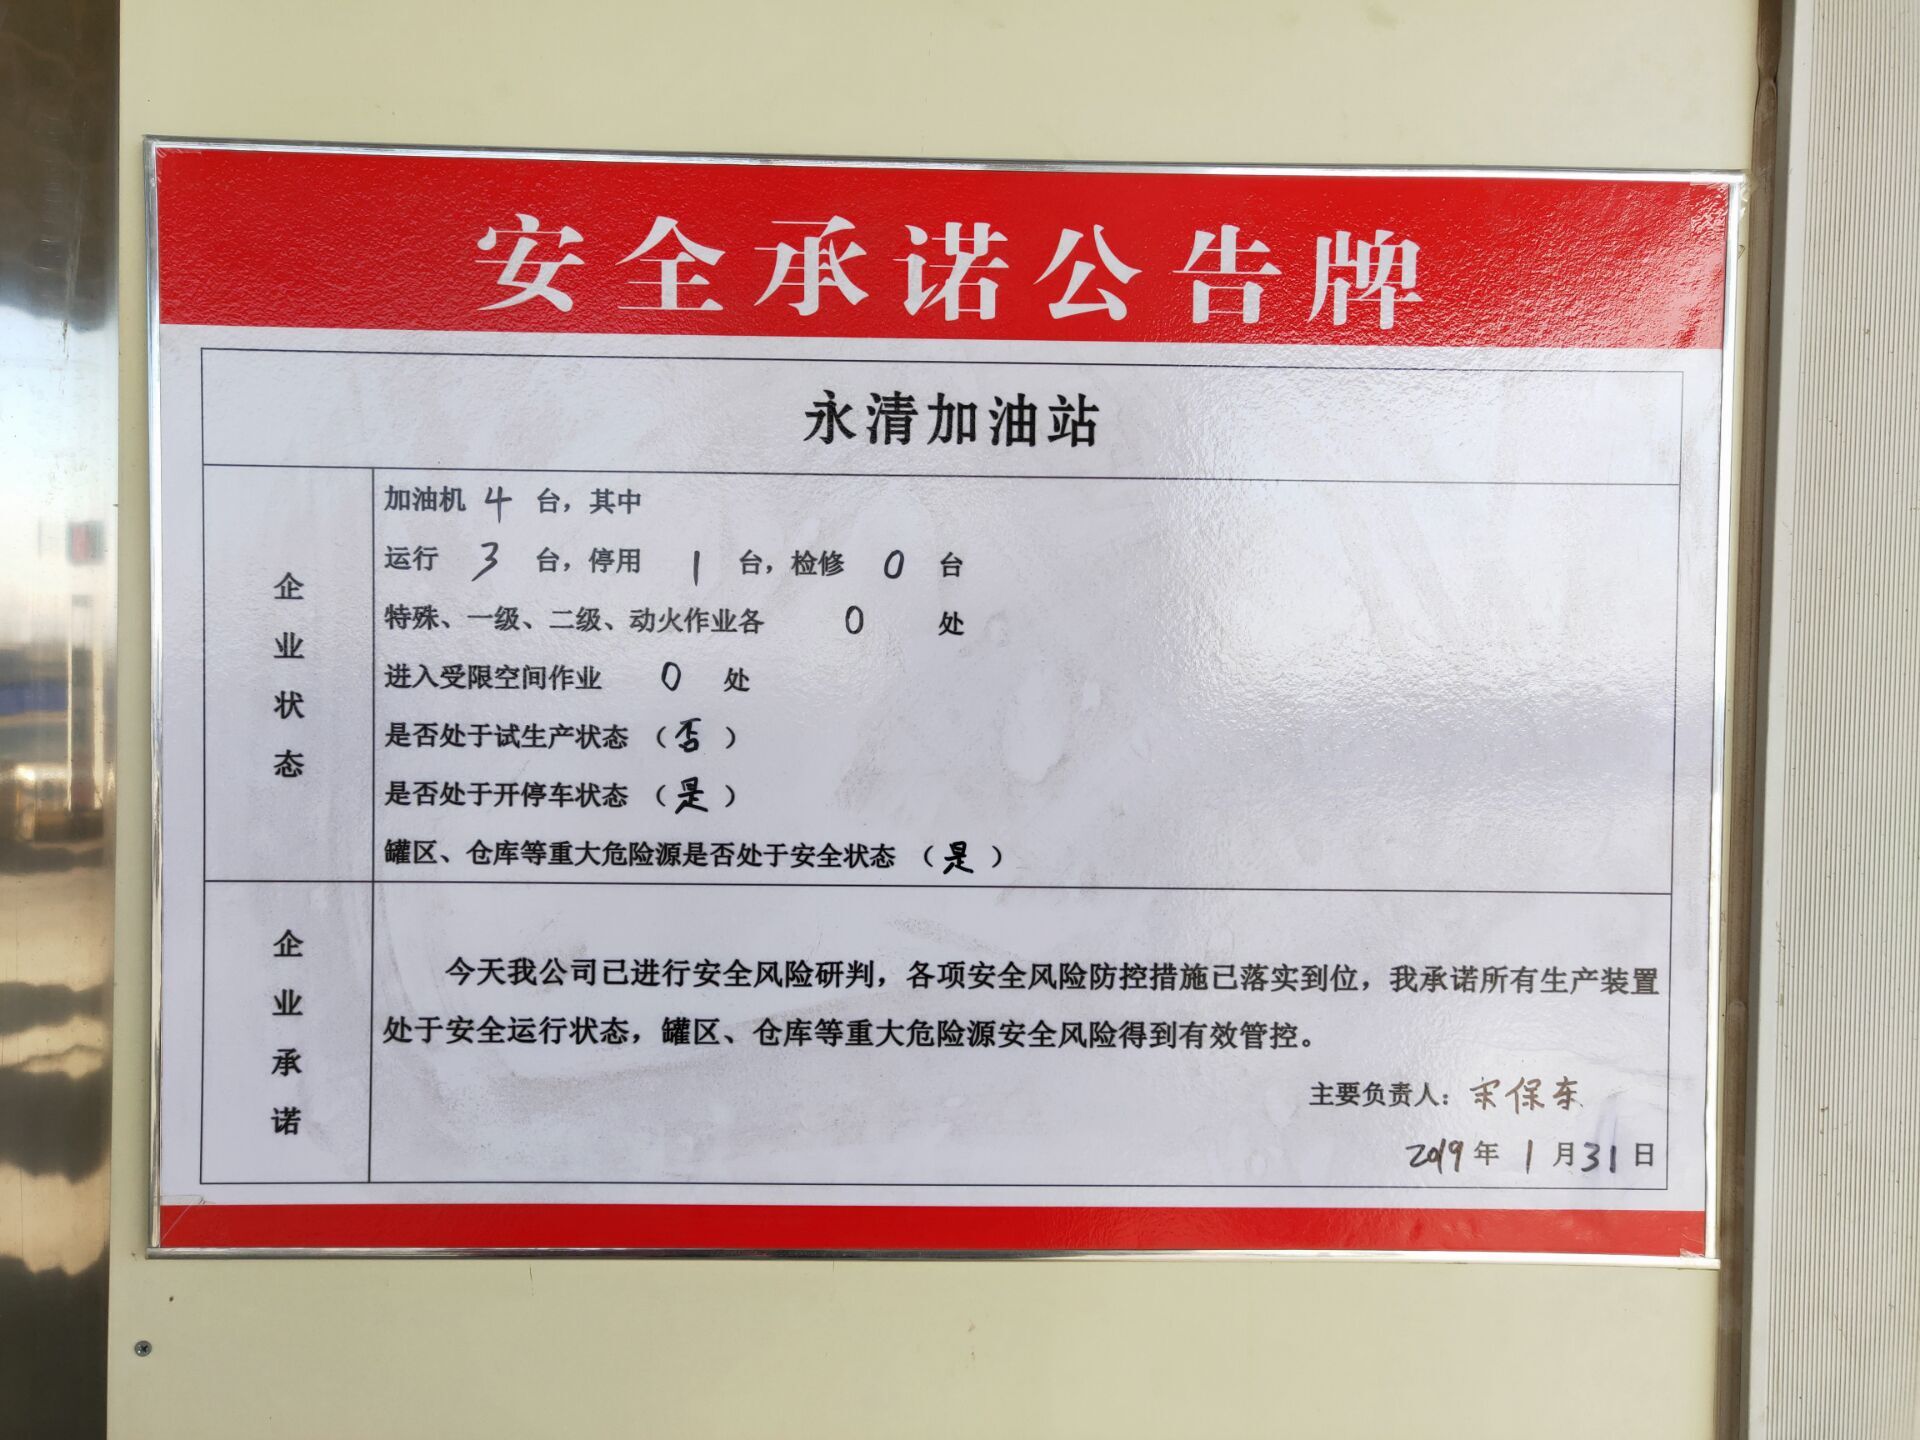 安全承诺公告牌
永清加油站
企业状态
加油机 4 台，其中
运行 3 台，停用 1 台，检修 0 台
特殊、一级、二级、动火作业各 0 处
进入受限空间作业 0 处
是否处于试生产状态（否）
是否处于开停车状态（是）
罐区、仓库等重大危险源是否处于安全状态（是）
企业承诺
今天我公司已进行安全风险研判，各项安全风险防控措施已落实到位，我承诺所有生产装置
处于安全运行状态，罐区、仓库等重大危险源安全风险得到有效管控。
主要负责人：宋保东
2019年 1 月31日